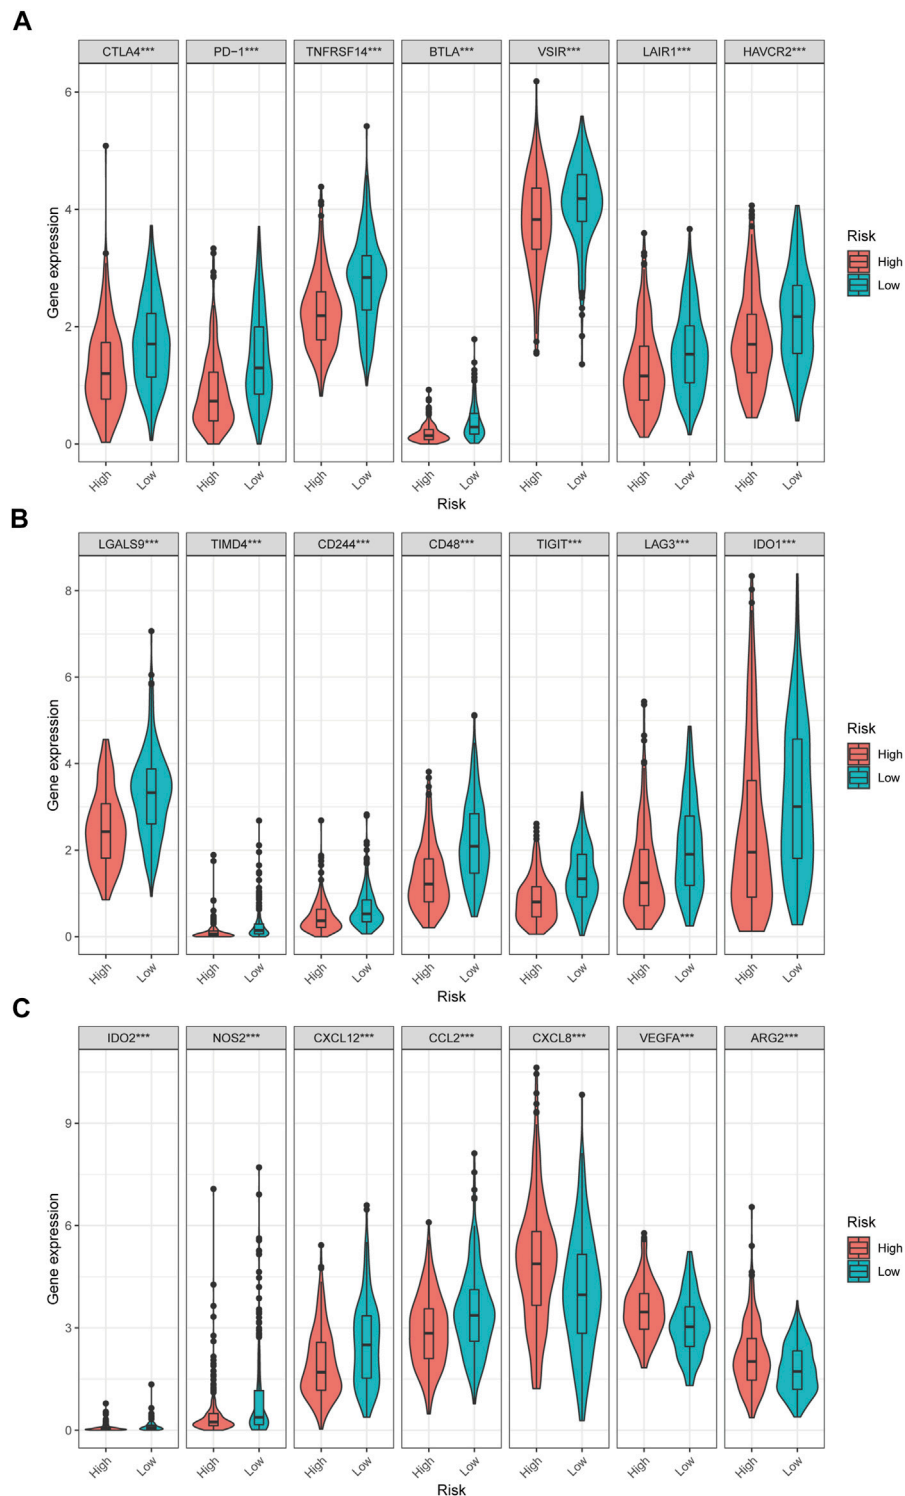 A
CTLA4*** PD-1*** TNFRSF14*** BTLA*** VSIR*** LAIR1*** HAVCR2***
6
4
2
0
Gene expression
High Low High Low High Low High Low High Low High Low High Low
Risk
Risk
High
Low
B
LGALS9*** TIMD4*** CD244*** CD48*** TIGIT*** LAG3*** IDO1***
8
6
4
2
0
Gene expression
High Low High Low High Low High Low High Low High Low High Low
Risk
Risk
High
Low
C
IDO2*** NOS2*** CXCL12*** CCL2*** CXCL8*** VEGFA*** ARG2***
9
6
3
0
Gene expression
High Low High Low High Low High Low High Low High Low High Low
Risk
Risk
High
Low